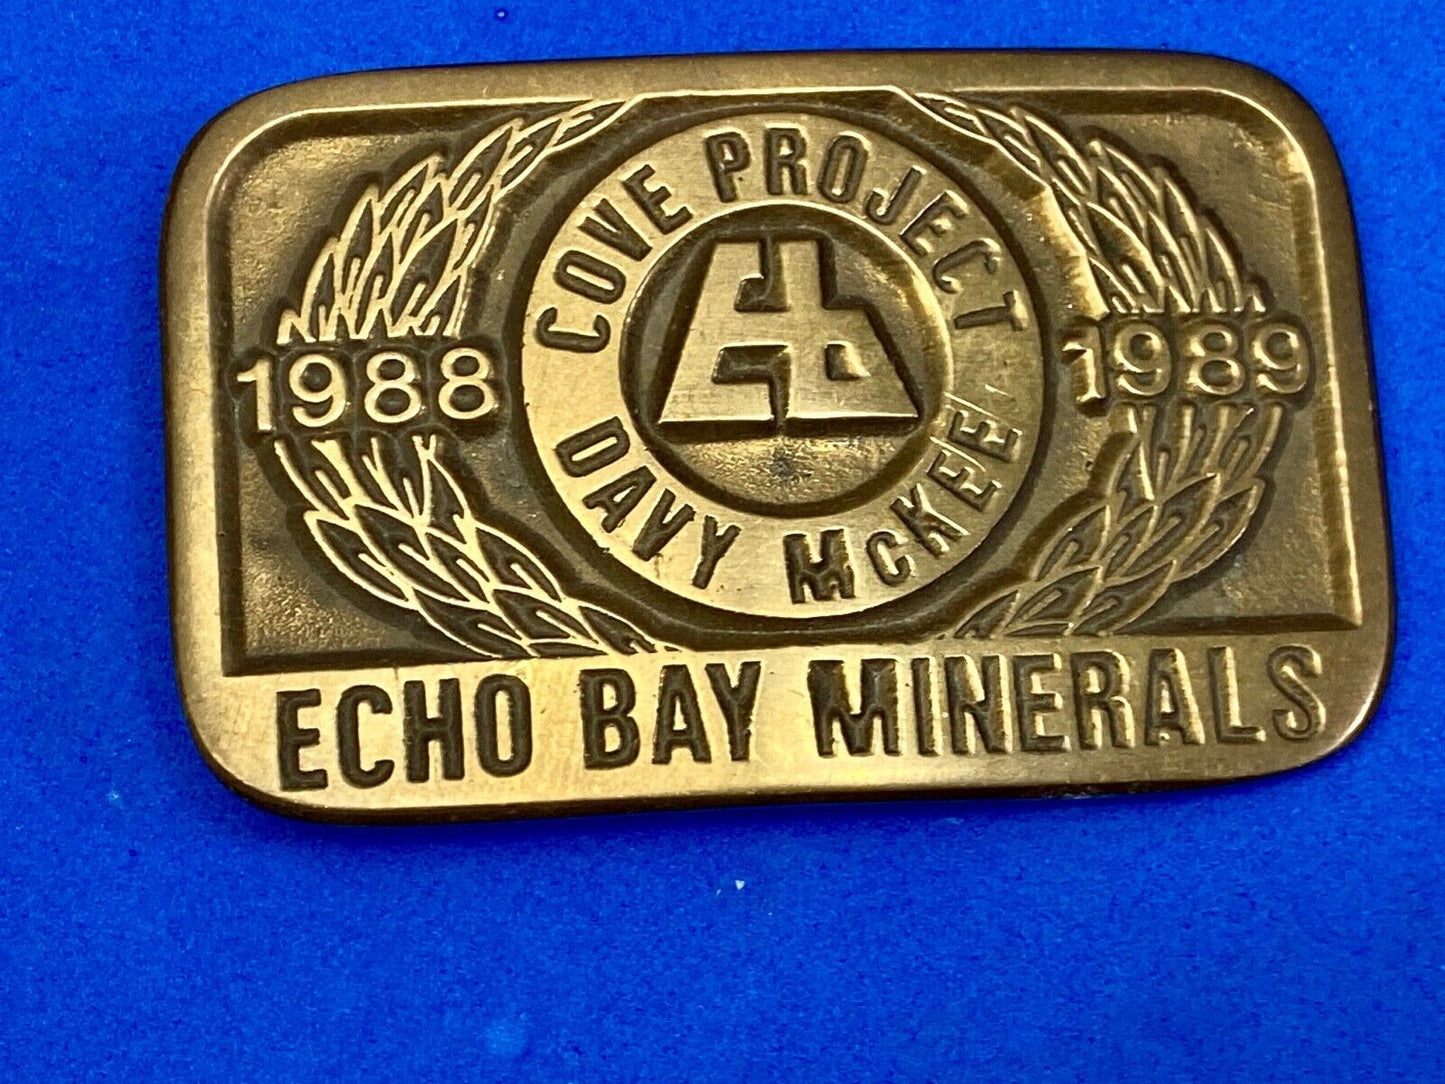 COVE PROJECT
1988
1989
DAVY McKEE
ECHO BAY MINERALS